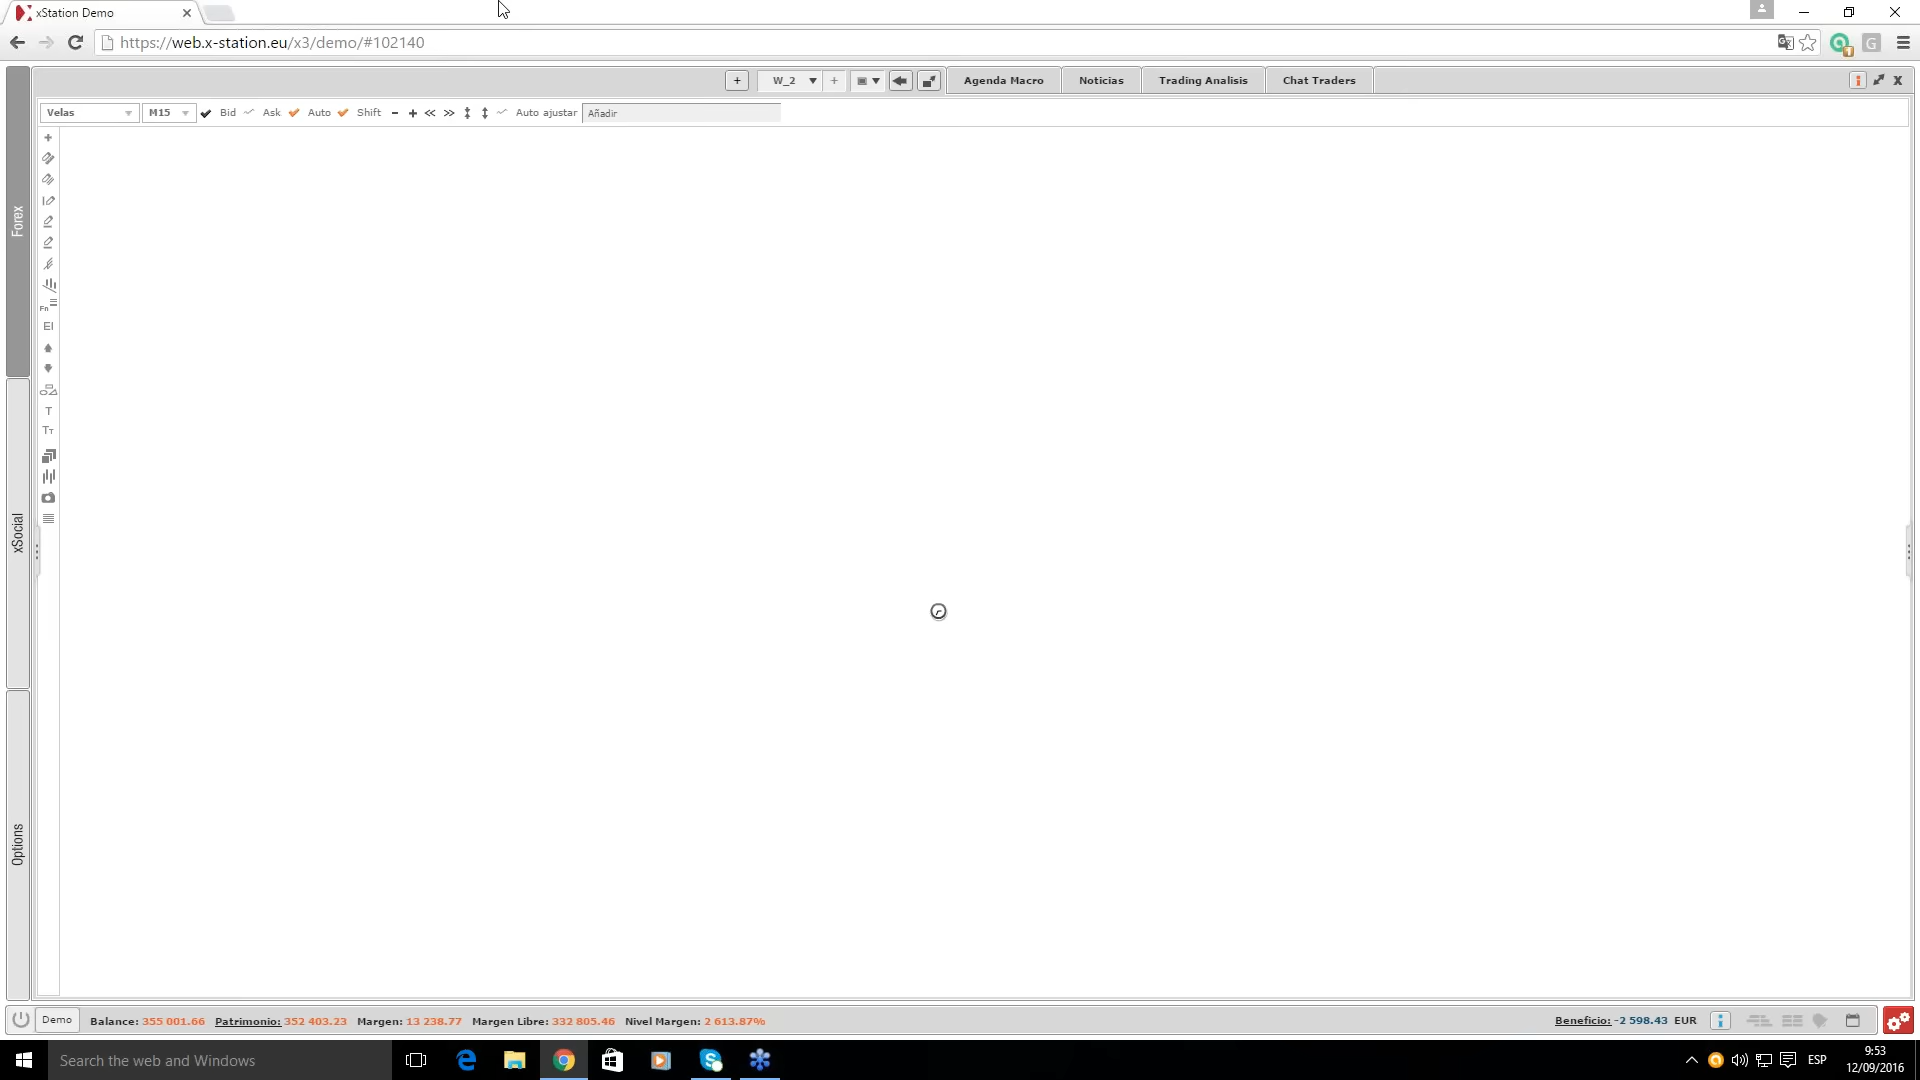 xStation Demo
https://web.x-station.eu/x3/demo/#102140
W_2
Agenda Macro
Noticias
Trading Analisis
Chat Traders
Velas
M15
Bid
Ask
Auto
Shift
Auto ajustar
Añadir
Forex
xSocial
Options
Fn
EI
T
TT
Demo
Balance: 355 001.66
Patrimonio: 352 403.23
Margen: 13 238.77
Margen Libre: 332 805.46
Nivel Margen: 2 613.87%
Beneficio: -2 598.43 EUR
Search the web and Windows
ESP
9:53
12/09/2016